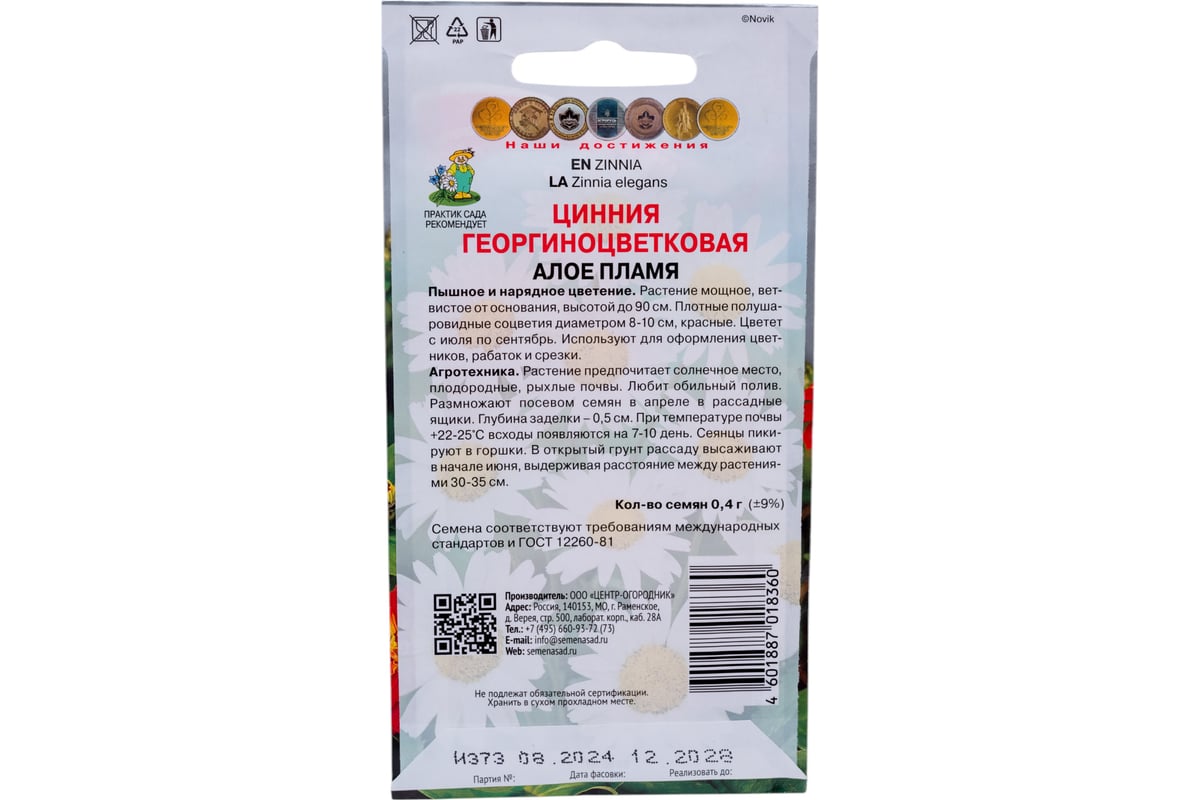 ©Novik
22
PAP
Наши достижения
EN ZINNIA
LA Zinnia elegans
ПРАКТИК САДА
РЕКОМЕНДУЕТ
ЦИННИЯ
ГЕОРГИНОЦВЕТКОВАЯ
АЛОЕ ПЛАМЯ
Пышное и нарядное цветение. Растение мощное, вет-
вистое от основания, высотой до 90 см. Плотные полуша-
ровидные соцветия диаметром 8-10 см, красные. Цветет
с июля по сентябрь. Используют для оформления цвет-
ников, рабаток и срезки.
Агротехника. Растение предпочитает солнечное место,
плодородные, рыхлые почвы. Любит обильный полив.
Размножают посевом семян в апреле в рассадные
ящики. Глубина заделки – 0,5 см. При температуре почвы
+22-25°С всходы появляются на 7-10 день. Сеянцы пики-
руют в горшки. В открытый грунт рассаду высаживают
в начале июня, выдерживая расстояние между растения-
ми 30-35 см.
Кол-во семян 0,4 г (±9%)
Семена соответствуют требованиям международных
стандартов и ГОСТ 12260-81
Производитель: ООО «ЦЕНТР-ОГОРОДНИК»
Адрес: Россия, 140153, МО, г. Раменское,
д. Верея, стр. 500, лаборат. корп., каб. 28А
Тел.: +7 (495) 660-93-72 (73)
E-mail: info@semenasad.ru
Web: semenasad.ru
4 601887 018360
Не подлежат обязательной сертификации.
Хранить в сухом прохладном месте.
И373 08.2024 12.2028
Партия №: Дата фасовки: Реализовать до: